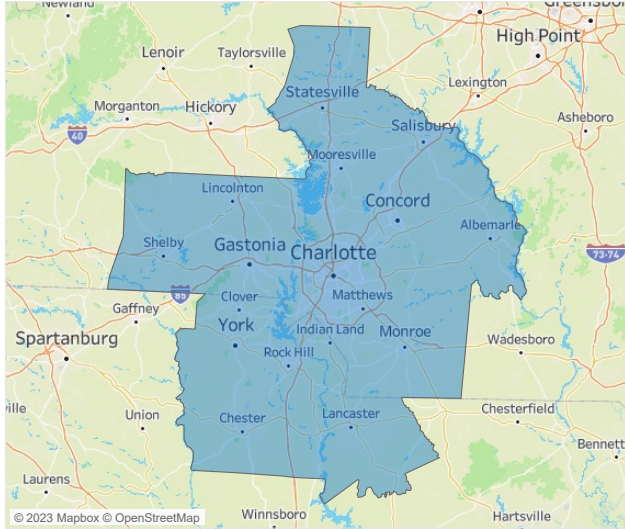 Newland
Greensboro
High Point
Lenoir
Taylorsville
Lexington
Statesville
Morganton
Hickory
Asheboro
Salisbury
40
Mooresville
Lincolnton
Concord
Albemarle
Shelby
Gastonia
Charlotte
73-74
85
Clover
Matthews
Gaffney
York
Indian Land
Monroe
Spartanburg
Wadesboro
Rock Hill
ville
Union
Chester
Lancaster
Chesterfield
Bennett
Laurens
Winnsboro
Hartsville
© 2023 Mapbox © OpenStreetMap